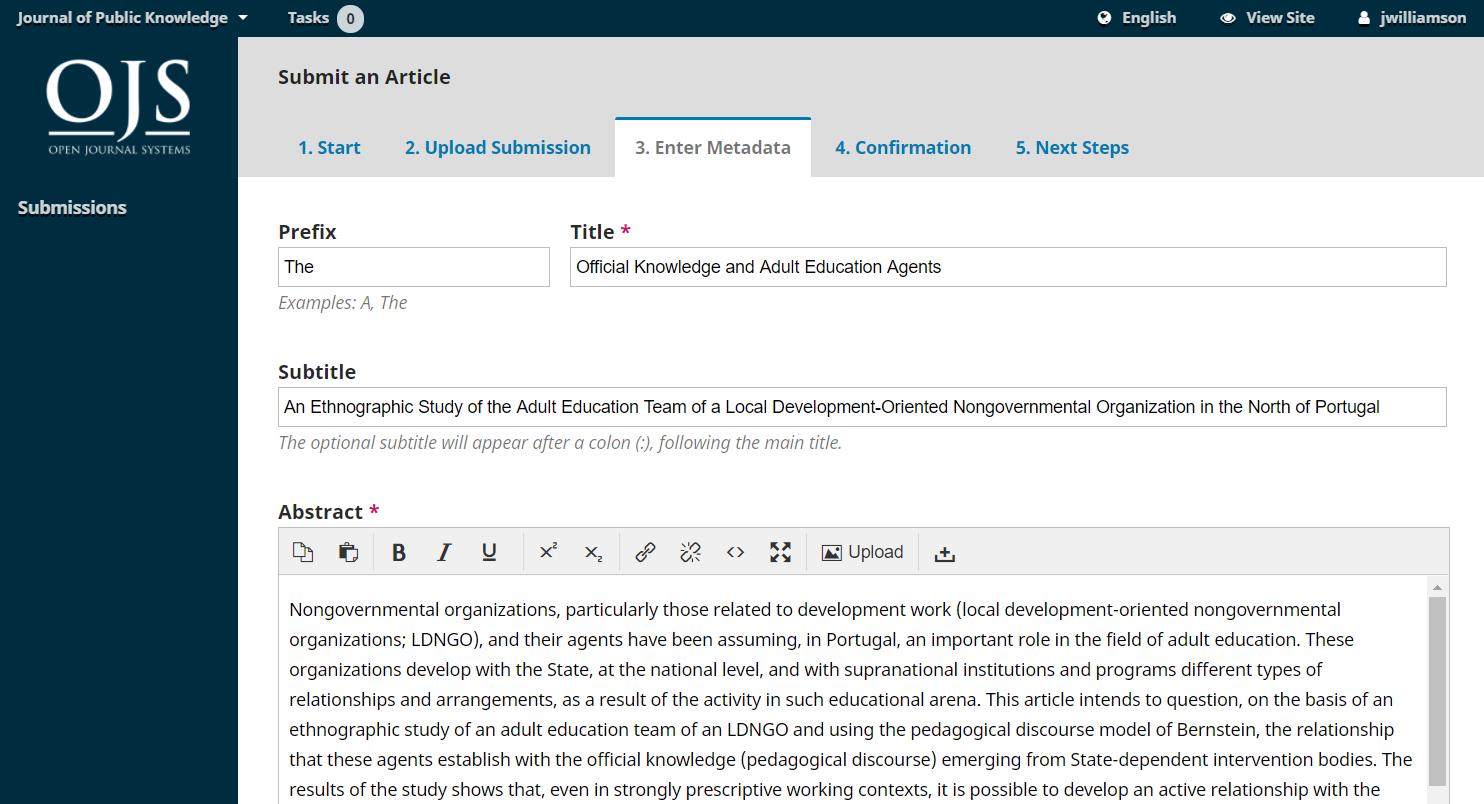 Journal of Public Knowledge Tasks 0 English View Site jwilliamson
OJS
OPEN JOURNAL SYSTEMS
Submissions
Submit an Article
1. Start 2. Upload Submission 3. Enter Metadata 4. Confirmation 5. Next Steps
Prefix Title *
The Official Knowledge and Adult Education Agents
Examples: A, The
Subtitle
An Ethnographic Study of the Adult Education Team of a Local Development-Oriented Nongovernmental Organization in the North of Portugal
The optional subtitle will appear after a colon (:), following the main title.
Abstract *
B I U x² x₂ <> Upload
Nongovernmental organizations, particularly those related to development work (local development-oriented nongovernmental
organizations; LDNGO), and their agents have been assuming, in Portugal, an important role in the field of adult education. These
organizations develop with the State, at the national level, and with supranational institutions and programs different types of
relationships and arrangements, as a result of the activity in such educational arena. This article intends to question, on the basis of an
ethnographic study of an adult education team of an LDNGO and using the pedagogical discourse model of Bernstein, the relationship
that these agents establish with the official knowledge (pedagogical discourse) emerging from State-dependent intervention bodies. The
results of the study shows that, even in strongly prescriptive working contexts, it is possible to develop an active relationship with the